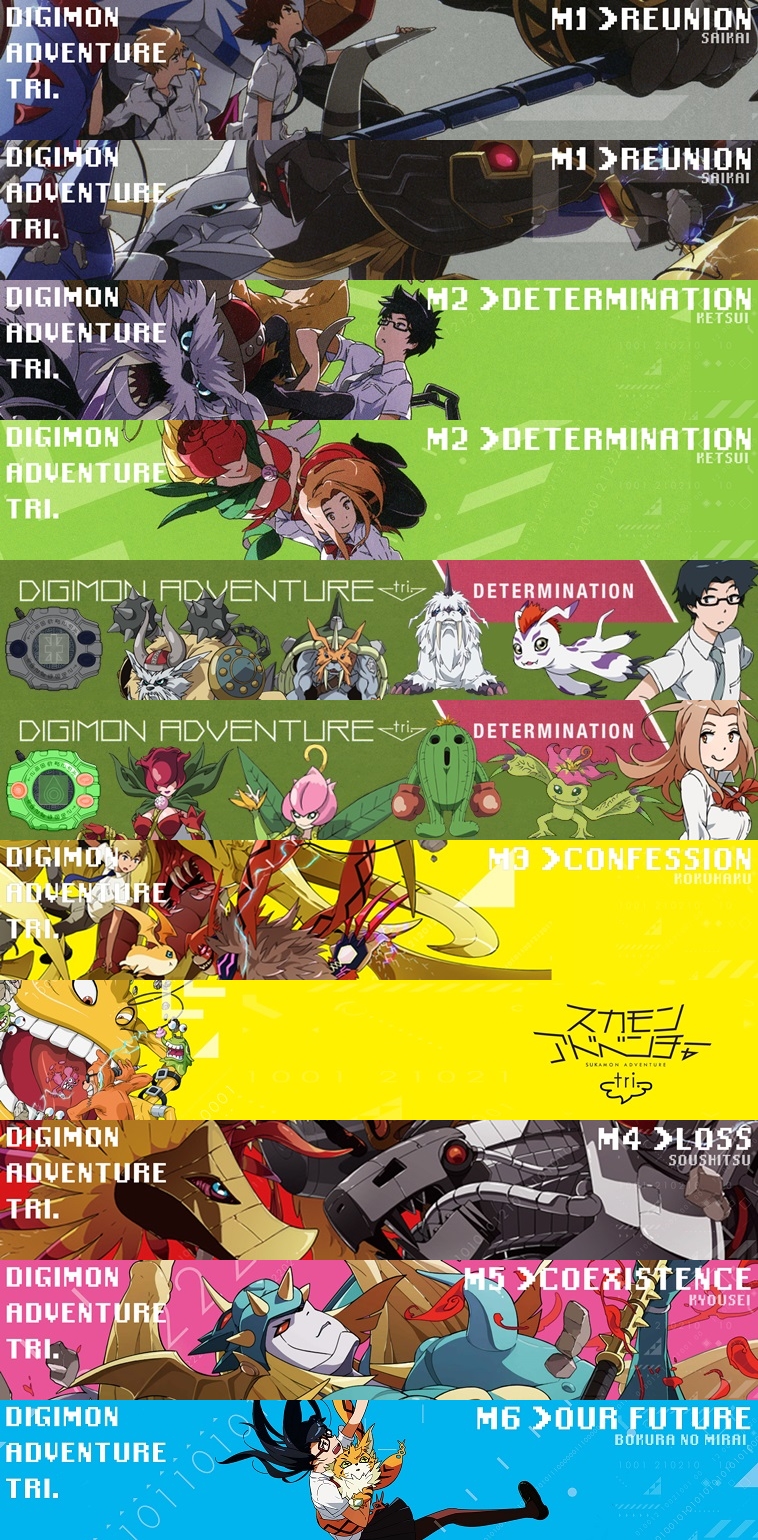 DIGIMON
ADVENTURE
TRI.
M1 >REUNION
SAIKAI
DIGIMON
ADVENTURE
TRI.
M1 >REUNION
SAIKAI
DIGIMON
ADVENTURE
TRI.
M2 >DETERMINATION
KETSUI
DIGIMON
ADVENTURE
TRI.
M2 >DETERMINATION
KETSUI
DIGIMON ADVENTURE tri.
DETERMINATION
DIGIMON ADVENTURE tri.
DETERMINATION
DIGIMON
ADVENTURE
TRI.
M3 >CONFESSION
KOKUHAKU
スカモン
アドベンチャー
SUKAMON ADVENTURE
tri.
DIGIMON
ADVENTURE
TRI.
M4 >LOSS
SOUSHITSU
DIGIMON
ADVENTURE
TRI.
M5 >COEXISTENCE
KYOUSEI
DIGIMON
ADVENTURE
TRI.
M6 >OUR FUTURE
BOKURA NO MIRAI